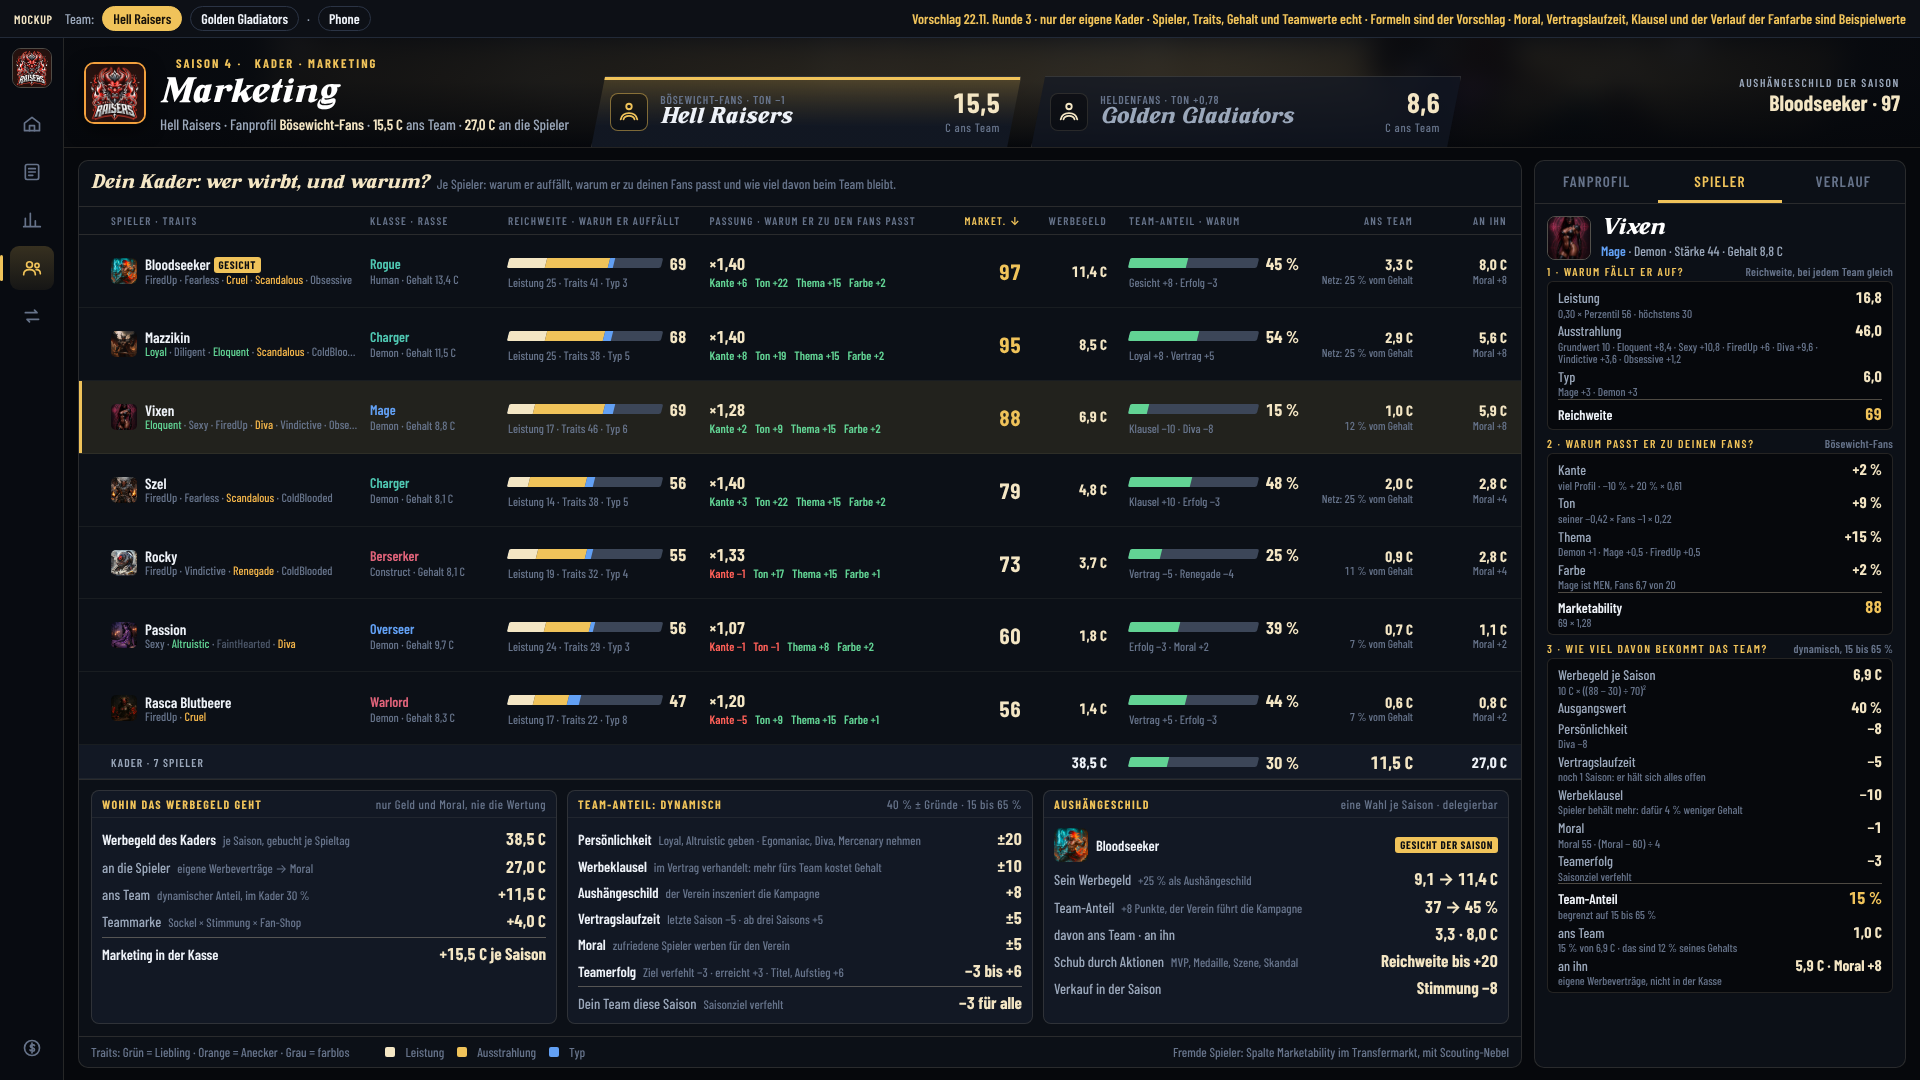 MOCKUP Team: Hell Raisers Golden Gladiators · Phone
Vorschlag 22.11. Runde 3 · nur der eigene Kader · Spieler, Traits, Gehalt und Teamwerte echt · Formeln sind der Vorschlag · Moral, Vertragslaufzeit, Klausel und der Verlauf der Fanfarbe sind Beispielwerte
SAISON 4 · KADER · MARKETING
Marketing
Hell Raisers · Fanprofil Bösewicht-Fans · 15,5 C ans Team · 27,0 C an die Spieler
BÖSEWICHT-FANS · TON −1
Hell Raisers
15,5
C ans Team
HELDENFANS · TON +0,78
Golden Gladiators
8,6
C ans Team
AUSHÄNGESCHILD DER SAISON
Bloodseeker · 97
Dein Kader: wer wirbt, und warum? Je Spieler: warum er auffällt, warum er zu deinen Fans passt und wie viel davon beim Team bleibt.
SPIELER · TRAITS KLASSE · RASSE REICHWEITE · WARUM ER AUFFÄLLT PASSUNG · WARUM ER ZU DEN FANS PASST MARKET. ↓ WERBEGELD TEAM-ANTEIL · WARUM ANS TEAM AN IHN
Bloodseeker GESICHT Rogue 69 ×1,40 97 11,4 C 45 % 3,3 C 8,0 C
FiredUp · Fearless · Cruel · Scandalous · Obsessive Human · Gehalt 13,4 C Leistung 25 · Traits 41 · Typ 3 Kante +6 Ton +22 Thema +15 Farbe +2 Gesicht +8 · Erfolg −3 Netz: 25 % vom Gehalt Moral +8
Mazzikin Charger 68 ×1,40 95 8,5 C 54 % 2,9 C 5,6 C
Loyal · Diligent · Eloquent · Scandalous · ColdBloo... Demon · Gehalt 11,5 C Leistung 25 · Traits 38 · Typ 5 Kante +8 Ton +19 Thema +15 Farbe +2 Loyal +8 · Vertrag +5 Netz: 25 % vom Gehalt Moral +8
Vixen Mage 69 ×1,28 88 6,9 C 15 % 1,0 C 5,9 C
Eloquent · Sexy · FiredUp · Diva · Vindictive · Obse... Demon · Gehalt 8,8 C Leistung 17 · Traits 46 · Typ 6 Kante +2 Ton +9 Thema +15 Farbe +2 Klausel −10 · Diva −8 12 % vom Gehalt Moral +8
Szel Charger 56 ×1,40 79 4,8 C 48 % 2,0 C 2,8 C
FiredUp · Fearless · Scandalous · ColdBlooded Demon · Gehalt 8,1 C Leistung 14 · Traits 38 · Typ 5 Kante +3 Ton +22 Thema +15 Farbe +2 Klausel +10 · Erfolg −3 Netz: 25 % vom Gehalt Moral +4
Rocky Berserker 55 ×1,33 73 3,7 C 25 % 0,9 C 2,8 C
FiredUp · Vindictive · Renegade · ColdBlooded Construct · Gehalt 8,1 C Leistung 19 · Traits 32 · Typ 4 Kante −1 Ton +17 Thema +15 Farbe +1 Vertrag −5 · Renegade −4 11 % vom Gehalt Moral +4
Passion Overseer 56 ×1,07 60 1,8 C 39 % 0,7 C 1,1 C
Sexy · Altruistic · FaintHearted · Diva Demon · Gehalt 9,7 C Leistung 24 · Traits 29 · Typ 3 Kante −1 Ton −1 Thema +8 Farbe +2 Erfolg −3 · Moral +2 7 % vom Gehalt Moral +2
Rasca Blutbeere Warlord 47 ×1,20 56 1,4 C 44 % 0,6 C 0,8 C
FiredUp · Cruel Demon · Gehalt 8,3 C Leistung 17 · Traits 22 · Typ 8 Kante −5 Ton +9 Thema +15 Farbe +1 Vertrag +5 · Erfolg −3 7 % vom Gehalt Moral +2
KADER · 7 SPIELER 38,5 C 30 % 11,5 C 27,0 C
WOHIN DAS WERBEGELD GEHT nur Geld und Moral, nie die Wertung
Werbegeld des Kaders je Saison, gebucht je Spieltag 38,5 C
an die Spieler eigene Werbeverträge → Moral 27,0 C
ans Team dynamischer Anteil, im Kader 30 % +11,5 C
Teammarke Sockel × Stimmung × Fan-Shop +4,0 C
Marketing in der Kasse +15,5 C je Saison
TEAM-ANTEIL: DYNAMISCH 40 % ± Gründe · 15 bis 65 %
Persönlichkeit Loyal, Altruistic geben · Egomaniac, Diva, Mercenary nehmen ±20
Werbeklausel im Vertrag verhandelt: mehr fürs Team kostet Gehalt ±10
Aushängeschild der Verein inszeniert die Kampagne +8
Vertragslaufzeit letzte Saison −5 · ab drei Saisons +5 ±5
Moral zufriedene Spieler werben für den Verein ±5
Teamerfolg Ziel verfehlt −3 · erreicht +3 · Titel, Aufstieg +6 −3 bis +6
Dein Team diese Saison Saisonziel verfehlt −3 für alle
AUSHÄNGESCHILD eine Wahl je Saison · delegierbar
Bloodseeker GESICHT DER SAISON
Sein Werbegeld +25 % als Aushängeschild 9,1 → 11,4 C
Team-Anteil +8 Punkte, der Verein führt die Kampagne 37 → 45 %
davon ans Team · an ihn 3,3 · 8,0 C
Schub durch Aktionen MVP, Medaille, Szene, Skandal Reichweite bis +20
Verkauf in der Saison Stimmung −8
Traits: Grün = Liebling · Orange = Anecker · Grau = farblos Leistung Ausstrahlung Typ
Fremde Spieler: Spalte Marketability im Transfermarkt, mit Scouting-Nebel
FANPROFIL SPIELER VERLAUF
Vixen
Mage · Demon · Stärke 44 · Gehalt 8,8 C
1 · WARUM FÄLLT ER AUF? Reichweite, bei jedem Team gleich
Leistung 16,8
0,30 × Perzentil 56 · höchstens 30
Ausstrahlung 46,0
Grundwert 10 · Eloquent +8,4 · Sexy +10,8 · FiredUp +6 · Diva +9,6 ·
Vindictive +3,6 · Obsessive +1,2
Typ 6,0
Mage +3 · Demon +3
Reichweite 69
2 · WARUM PASST ER ZU DEINEN FANS? Bösewicht-Fans
Kante +2 %
viel Profil · −10 % + 20 % × 0,61
Ton +9 %
seiner −0,42 × Fans −1 × 0,22
Thema +15 %
Demon +1 · Mage +0,5 · FiredUp +0,5
Farbe +2 %
Mage ist MEN, Fans 6,7 von 20
Marketability 88
69 × 1,28
3 · WIE VIEL DAVON BEKOMMT DAS TEAM? dynamisch, 15 bis 65 %
Werbegeld je Saison 6,9 C
10 C × ((88 − 30) ÷ 70)²
Ausgangswert 40 %
Persönlichkeit −8
Diva −8
Vertragslaufzeit −5
noch 1 Saison: er hält sich alles offen
Werbeklausel −10
Spieler behält mehr: dafür 4 % weniger Gehalt
Moral −1
Moral 55 · (Moral − 60) ÷ 4
Teamerfolg −3
Saisonziel verfehlt
Team-Anteil 15 %
begrenzt auf 15 bis 65 %
ans Team 1,0 C
15 % von 6,9 C · das sind 12 % seines Gehalts
an ihn 5,9 C · Moral +8
eigene Werbeverträge, nicht in der Kasse